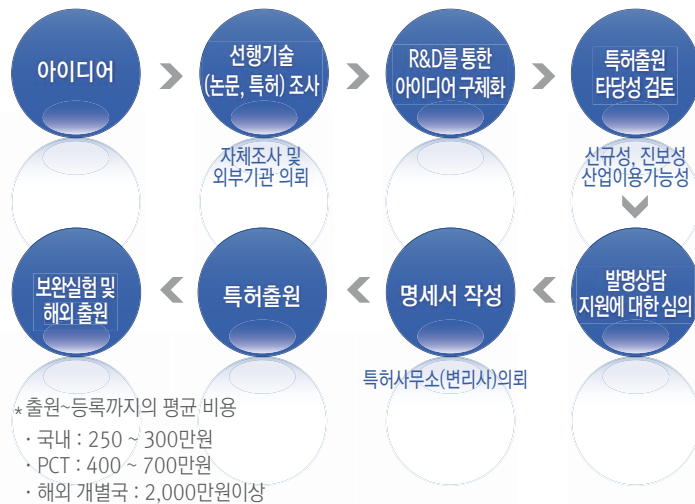 아이디어
선행기술
(논문, 특허) 조사
R&D를 통한
아이디어 구체화
특허출원
타당성 검토
자체조사 및
외부기관 의뢰
신규성, 진보성
산업이용가능성
발명상담
지원에 대한 심의
명세서 작성
특허출원
보완실험 및
해외 출원
특허사무소(변리사)의뢰
*출원~등록까지의 평균 비용
· 국내 : 250 ~ 300만원
· PCT : 400 ~ 700만원
· 해외 개별국 : 2,000만원이상